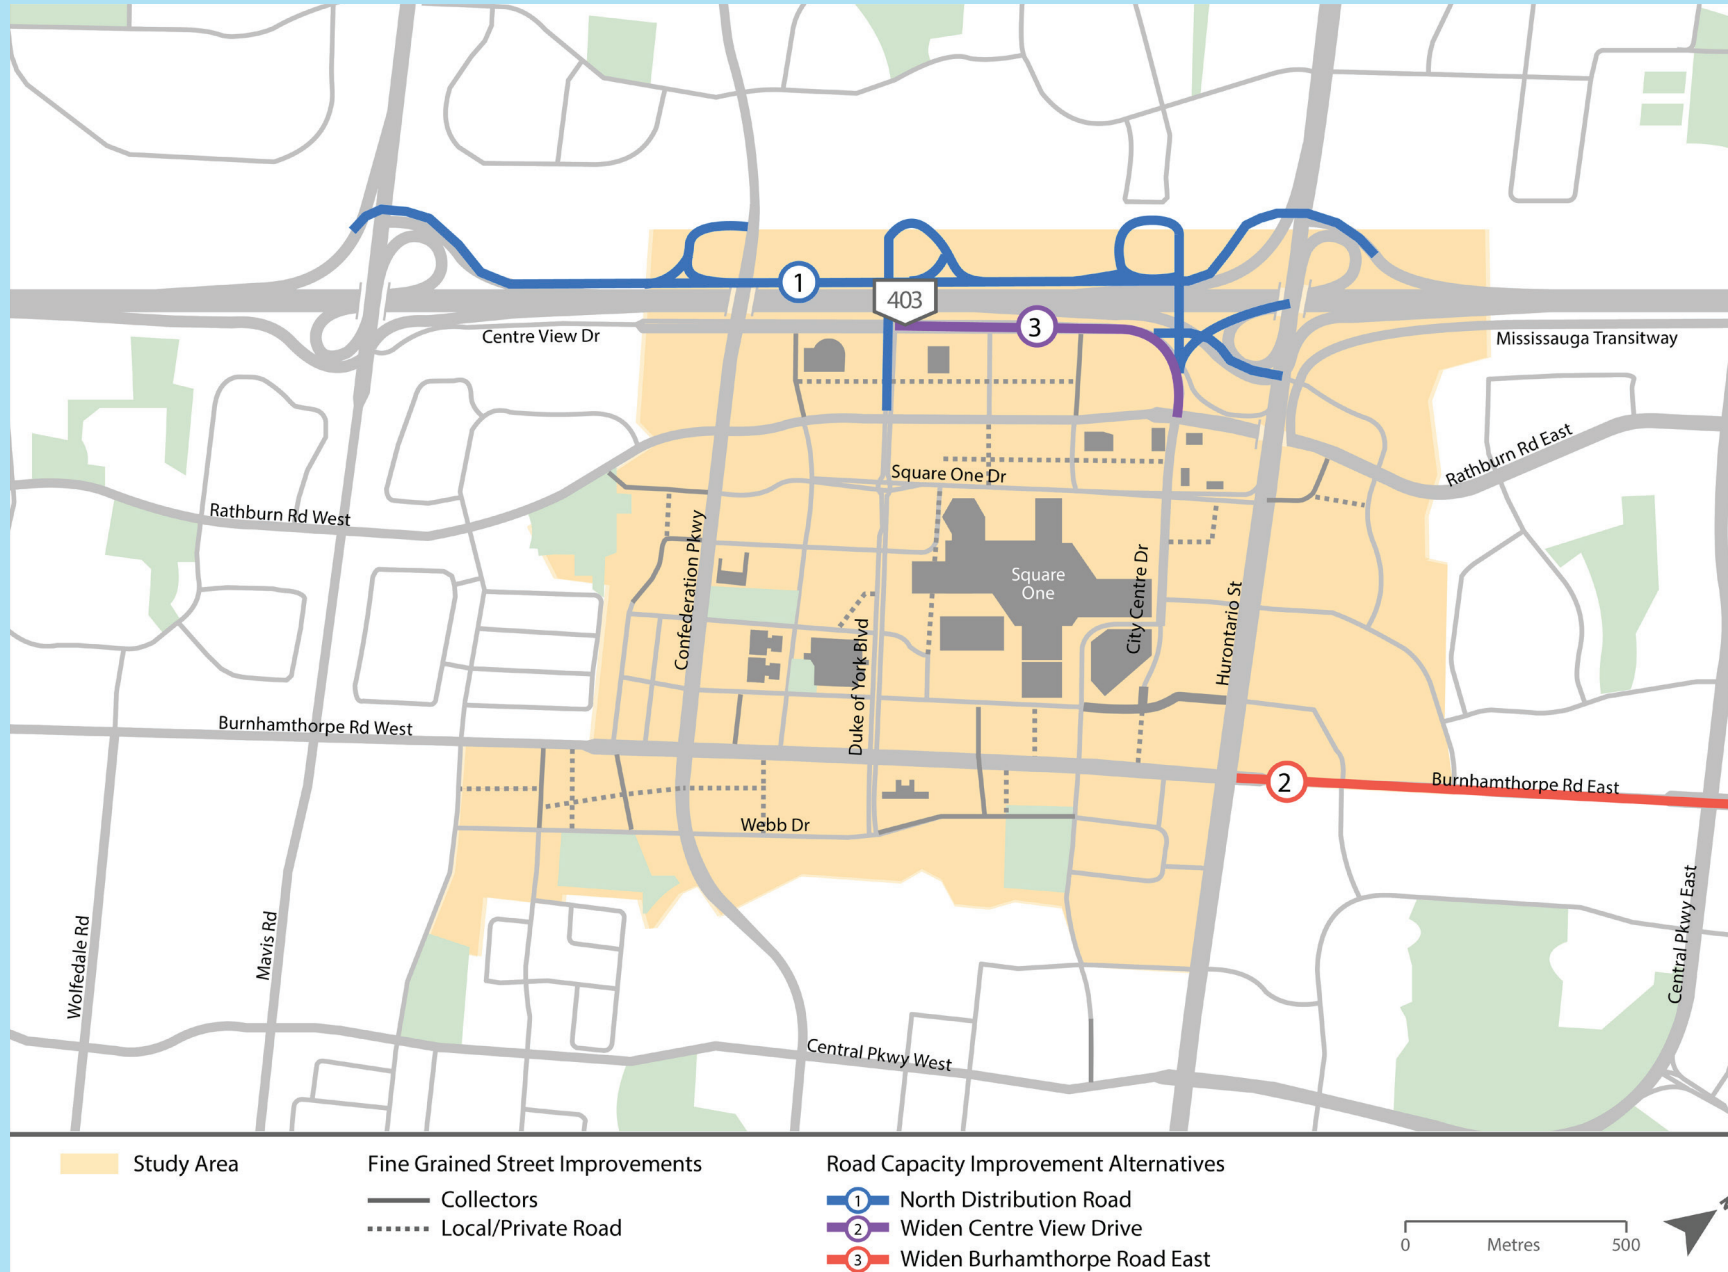 1
403
3
Centre View Dr
Mississauga Transitway
Rathburn Rd East
Square One Dr
Rathburn Rd West
Confederation Pkwy
Square
One
City Centre Dr
Hurontario St
Duke of York Blvd
Burnhamthorpe Rd West
2
Burnhamthorpe Rd East
Webb Dr
Wolfedale Rd
Mavis Rd
Central Pkwy East
Central Pkwy West
Study Area
Fine Grained Street Improvements
Collectors
Local/Private Road
Road Capacity Improvement Alternatives
1 North Distribution Road
2 Widen Centre View Drive
3 Widen Burhamthorpe Road East
0 Metres 500